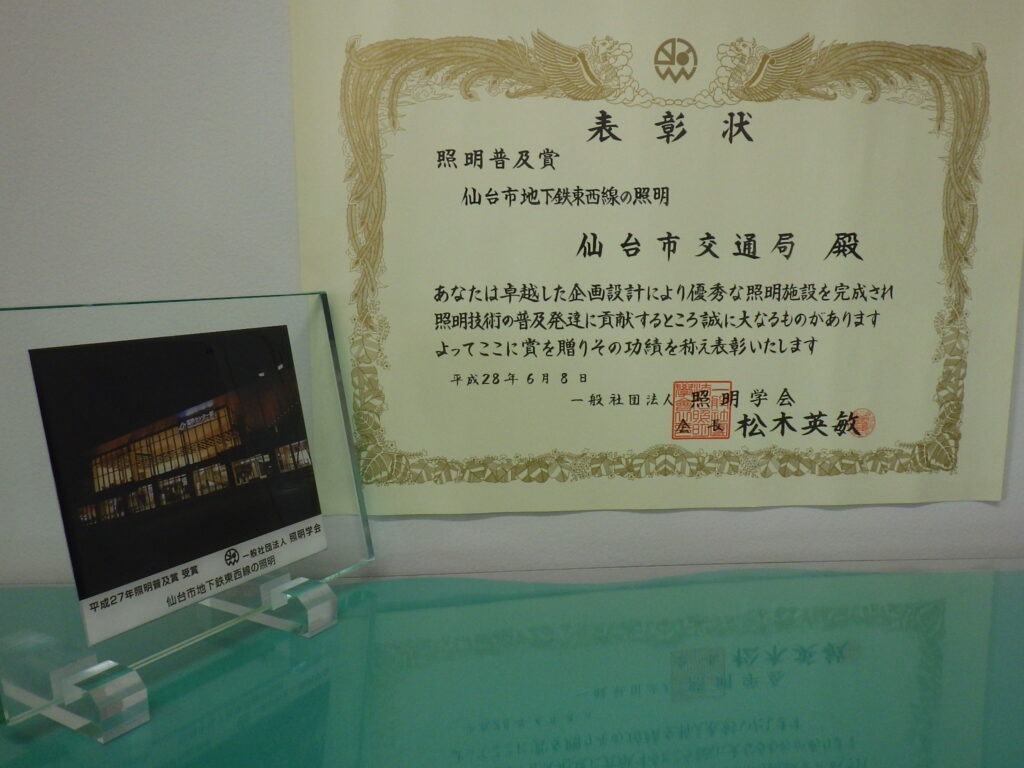 表彰状
照明普及賞
仙台市地下鉄東西線の照明
仙台市交通局 殿
あなたは卓越した企画設計により優秀な照明施設を完成され
照明技術の普及発達に貢献するところ誠に大なるものがあります
よってここに賞を贈りその功績を称え表彰いたします
平成28年6月8日
一般社団法人 照明学会
会長 松木英敏
平成27年照明普及賞 受賞
一般社団法人 照明学会
仙台市地下鉄東西線の照明